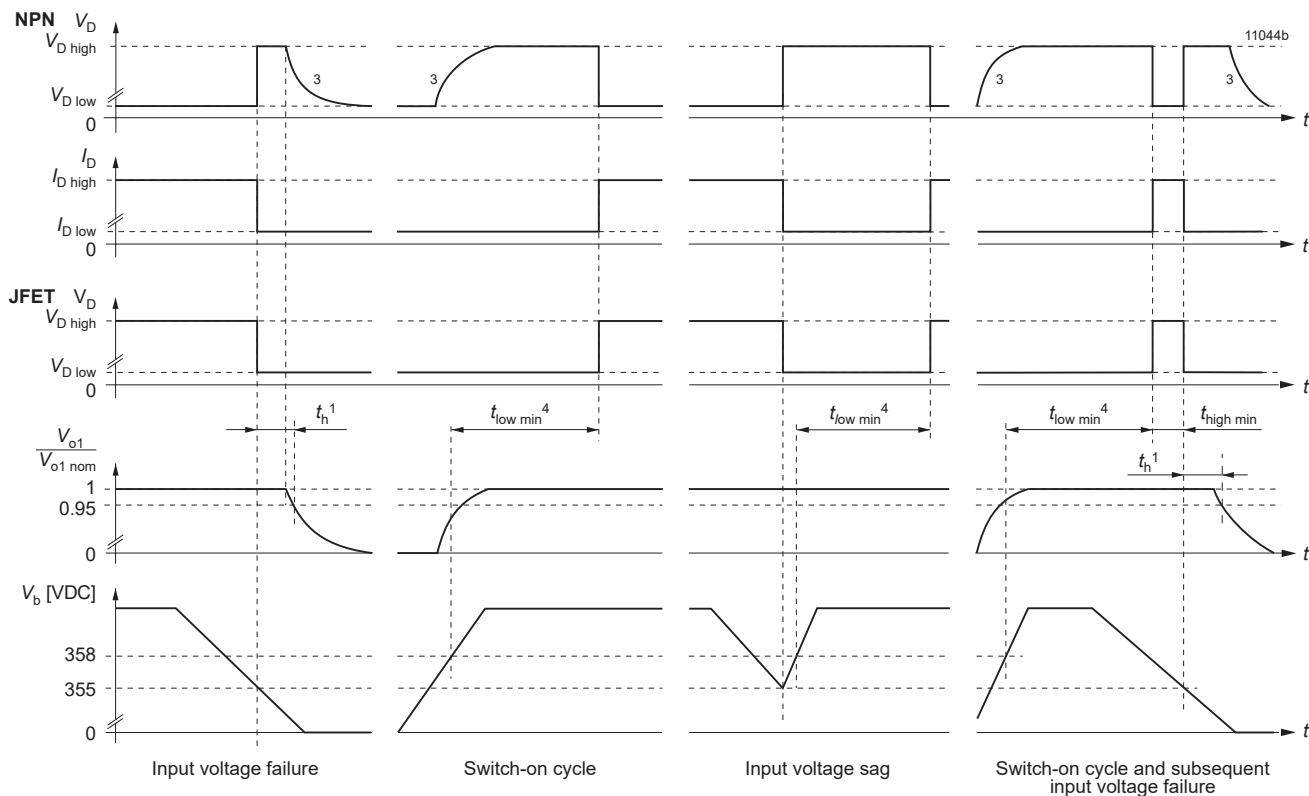 NPN V_D
V_D high
11044b
3
3
3
3
V_D low
0
t
I_D
I_D high
I_D low
0
t
JFET V_D
V_D high
V_D low
0
t
t_h^1
t_low min^4
t_low min^4
t_low min^4
t_high min
V_o1
V_o1 nom
t_h^1
1
0.95
0
t
V_b [VDC]
358
355
0
t
Input voltage failure
Switch-on cycle
Input voltage sag
Switch-on cycle and subsequent
input voltage failure